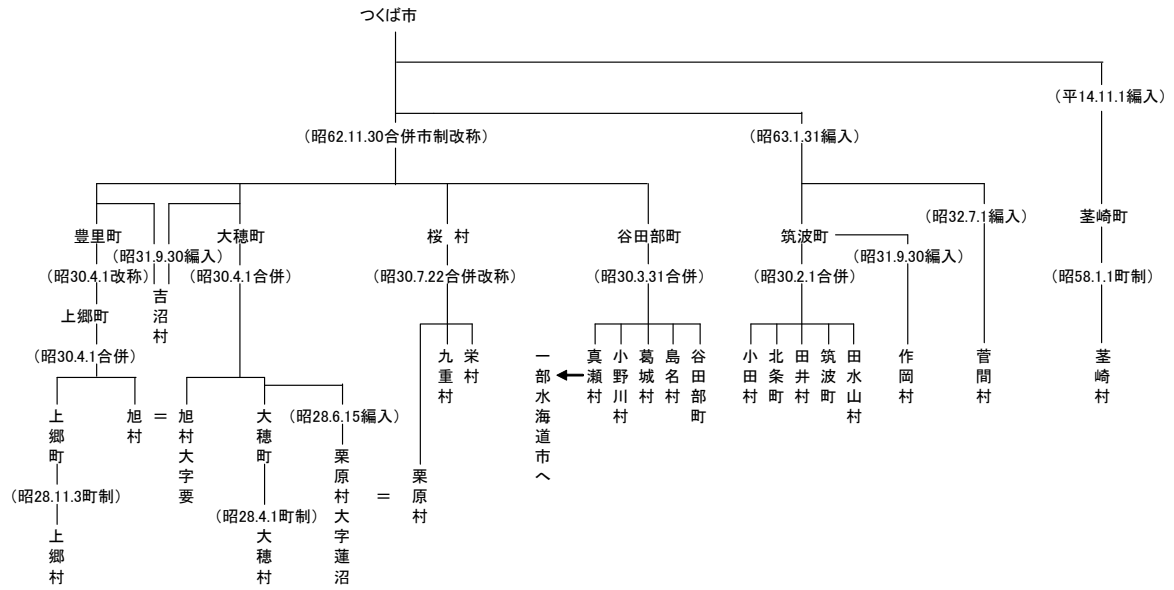 つくば市
（平14.11.1編入）
（昭62.11.30合併市制改称）
（昭63.1.31編入）
（昭32.7.1編入）
茎崎町
豊里町
（昭31.9.30編入）
大穂町
桜　村
谷田部町
筑波町
（昭31.9.30編入）
（昭30.4.1改称）
（昭30.4.1合併）
（昭30.7.22合併改称）
（昭30.3.31合併）
（昭30.2.1合併）
（昭58.1.1町制）
吉沼村
上郷町
（昭30.4.1合併）
上郷町
旭村
＝
旭村大字要
大穂町
（昭28.6.15編入）
栗原村大字蓮沼
＝
栗原村
九重村
栄村
一部水海道市へ
真瀬村
小野川村
葛城村
島名村
谷田部町
小田村
北条町
田井村
筑波町
田水山村
作岡村
菅間村
茎崎村
（昭28.11.3町制）
上郷村
（昭28.4.1町制）
大穂村